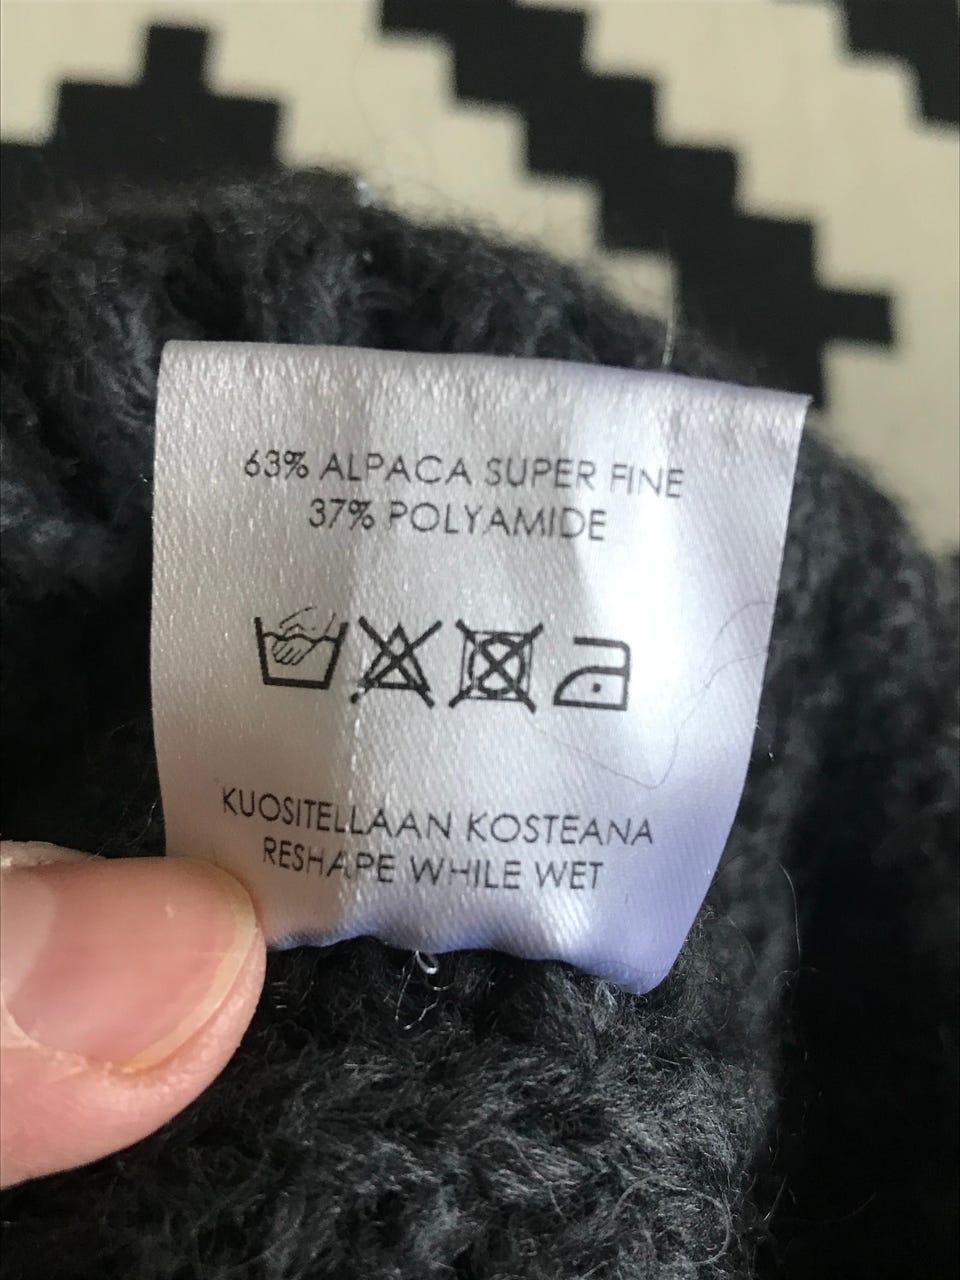 63% ALPACA SUPER FINE
37% POLYAMIDE
KUOSITELLAAN KOSTEANA
RESHAPE WHILE WET